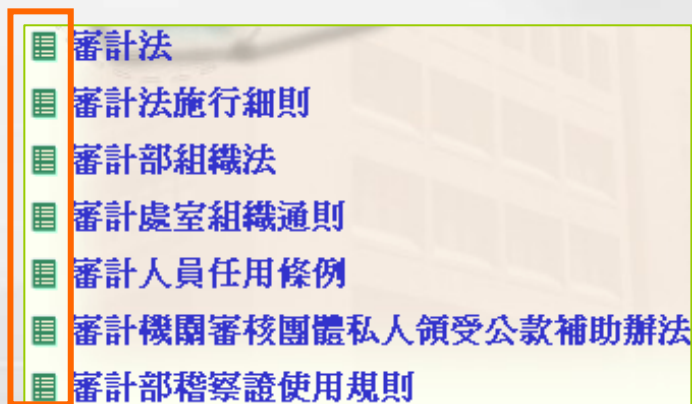 審計法
審計法施行細則
審計部組織法
審計處室組織通則
審計人員任用條例
審計機關審核團體私人領受公款補助辦法
審計部稽察證使用規則